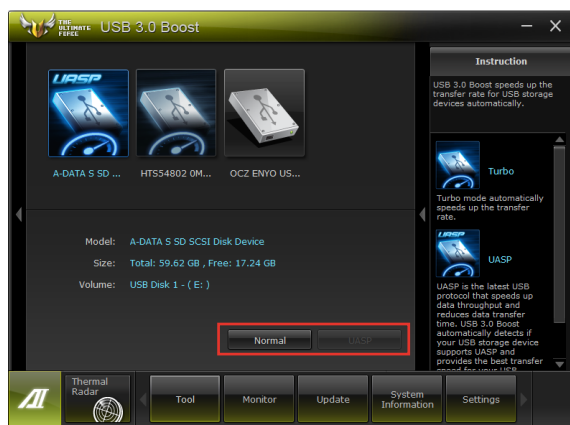 THE
ULTIMATE
FORCE
USB 3.0 Boost
UASP
A-DATA S SD ...
HTS54802 0M...
OCZ ENYO US...
Model: A-DATA S SD SCSI Disk Device
Size: Total: 59.62 GB , Free: 17.24 GB
Volume: USB Disk 1 - ( E: )
Normal
UASP
Instruction
USB 3.0 Boost speeds up the
transfer rate for USB storage
devices automatically.
Turbo
Turbo mode automatically
speeds up the transfer
rate.
UASP
UASP
UASP is the latest USB
protocol that speeds up
data throughput and
reduces data transfer
time. USB 3.0 Boost
automatically detects if
your USB storage device
supports UASP and
provides the best transfer
speed for your USB
AI
Thermal
Radar
Tool
Monitor
Update
System
Information
Settings